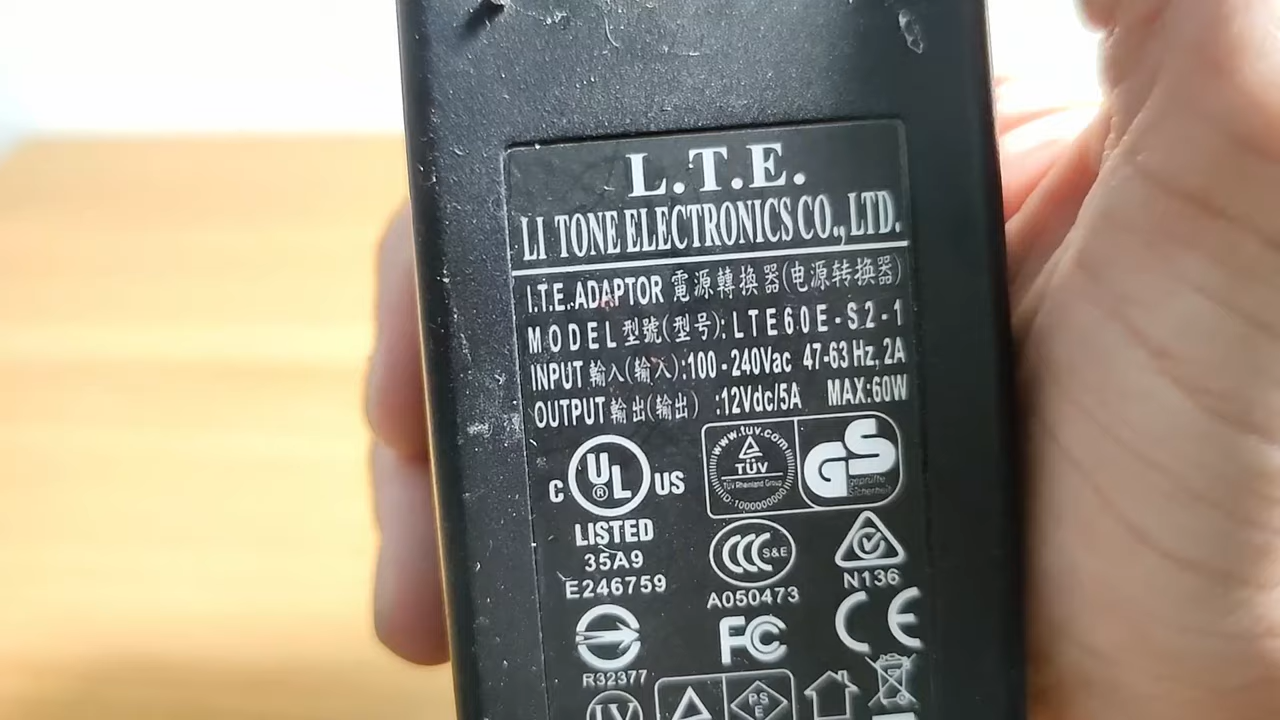 L.T.E.
LI TONE ELECTRONICS CO., LTD.
I.T.E. ADAPTOR 電源轉換器(电源转换器)
MODEL 型號(型号): LTE60E-S2-1
INPUT 輸入(输入):100-240Vac 47-63 Hz, 2A
OUTPUT 輸出(输出) :12Vdc/5A MAX:60W
C UL ® US
LISTED
35A9
E246759
www.tuv.com
TÜV
TÜV Rheinland Group
ID:1000000000
GS
geprüfte
Sicherheit
CCC S&E
A050473
N136
R32377
FC
CE
LV
PS
E